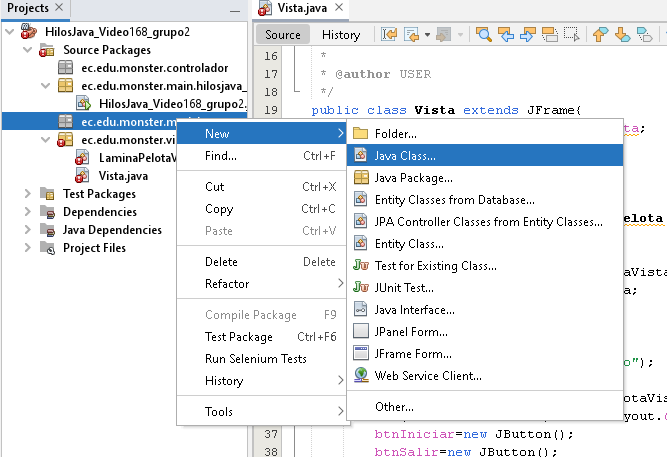 Projects
HilosJava_Video168_grupo2
Source Packages
ec.edu.monster.controlador
ec.edu.monster.main.hilosjava_
HilosJava_Video168_grupo2.
ec.edu.monster.m
ec.edu.monster.vi
LaminaPelotaV
Vista.java
Test Packages
Dependencies
Java Dependencies
Project Files
Vista.java
Source History
16 *
17 * @author USER
18 */
19 public class Vista extends JFrame{
ta;
elota
aVista
a;
o");
otaVis
yout.
37 btnIniciar=new JButton();
38 btnSalir=new JButton();
New
Find... Ctrl+F
Cut Ctrl+X
Copy Ctrl+C
Paste Ctrl+V
Delete Delete
Refactor
Compile Package F9
Test Package Ctrl+F6
Run Selenium Tests
History
Tools
Folder...
Java Class...
Java Package...
Entity Classes from Database...
JPA Controller Classes from Entity Classes...
Entity Class...
Test for Existing Class...
JUnit Test...
Java Interface...
JPanel Form...
JFrame Form...
Web Service Client...
Other...